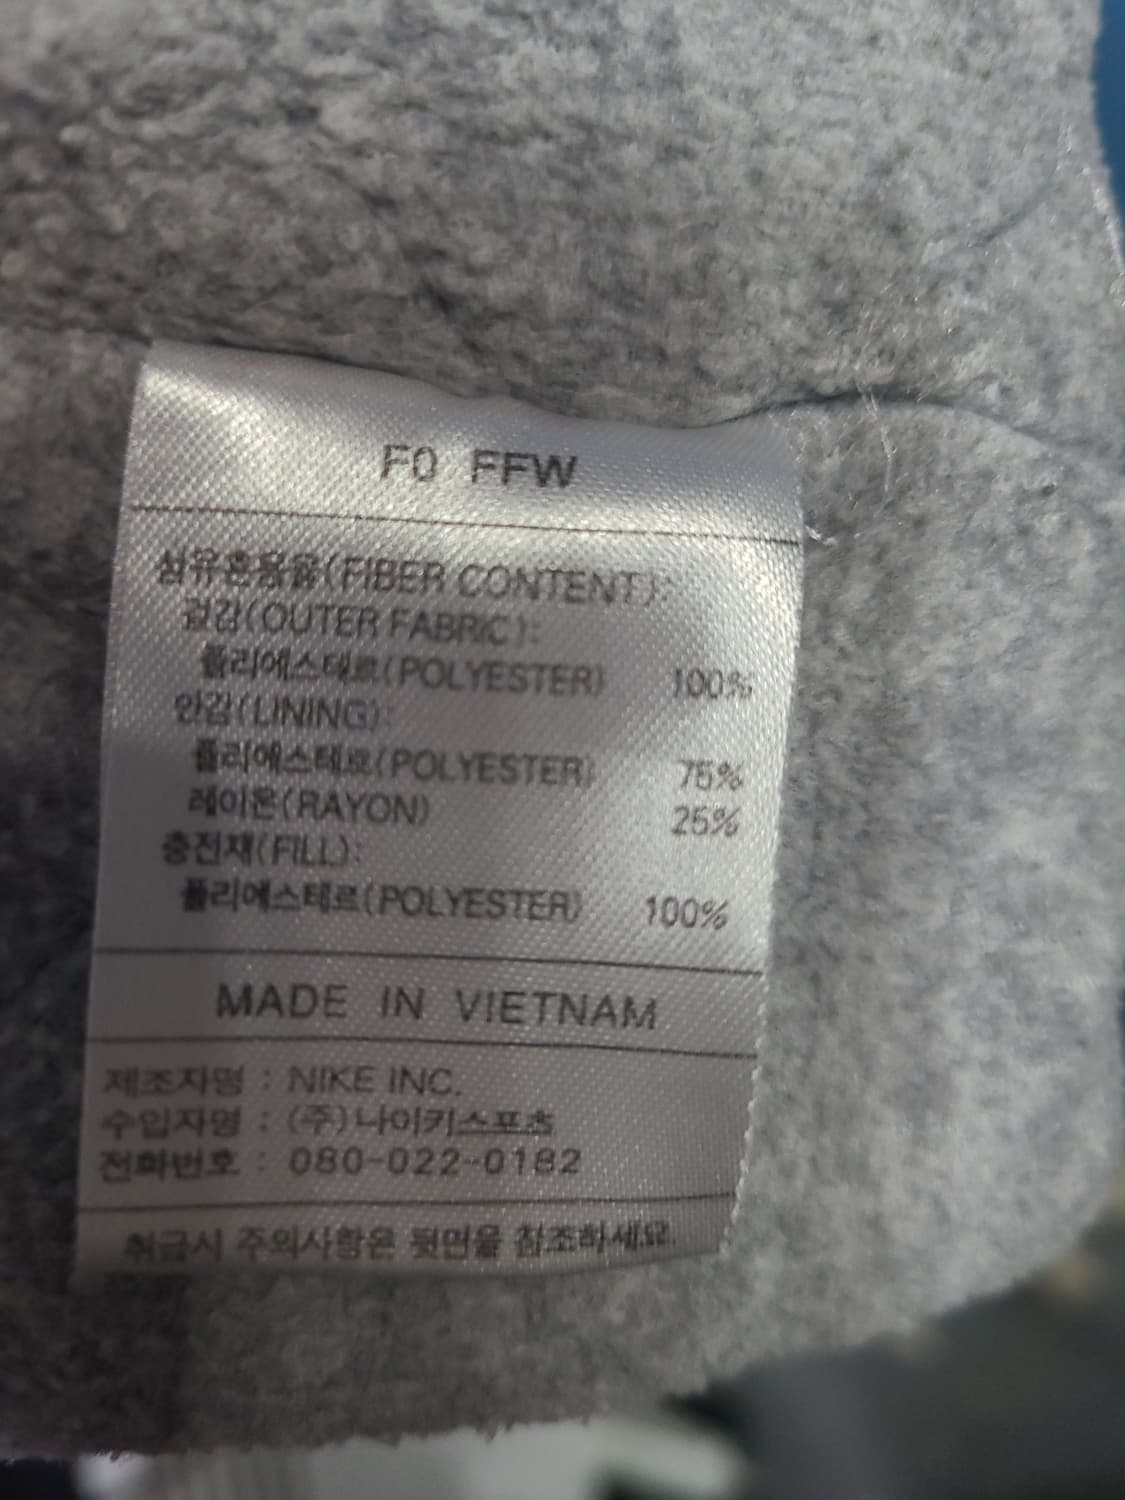 F0 FFW
섬유혼용율(FIBER CONTENT):
겉감(OUTER FABRIC):
폴리에스테르(POLYESTER) 100%
안감(LINING):
폴리에스테르(POLYESTER) 75%
레이온(RAYON) 25%
충전재(FILL):
폴리에스테르(POLYESTER) 100%
MADE IN VIETNAM
제조자명 : NIKE INC.
수입자명 : (주)나이키스포츠
전화번호 : 080-022-0182
취급시 주의사항은 뒷면을 참조하세요.